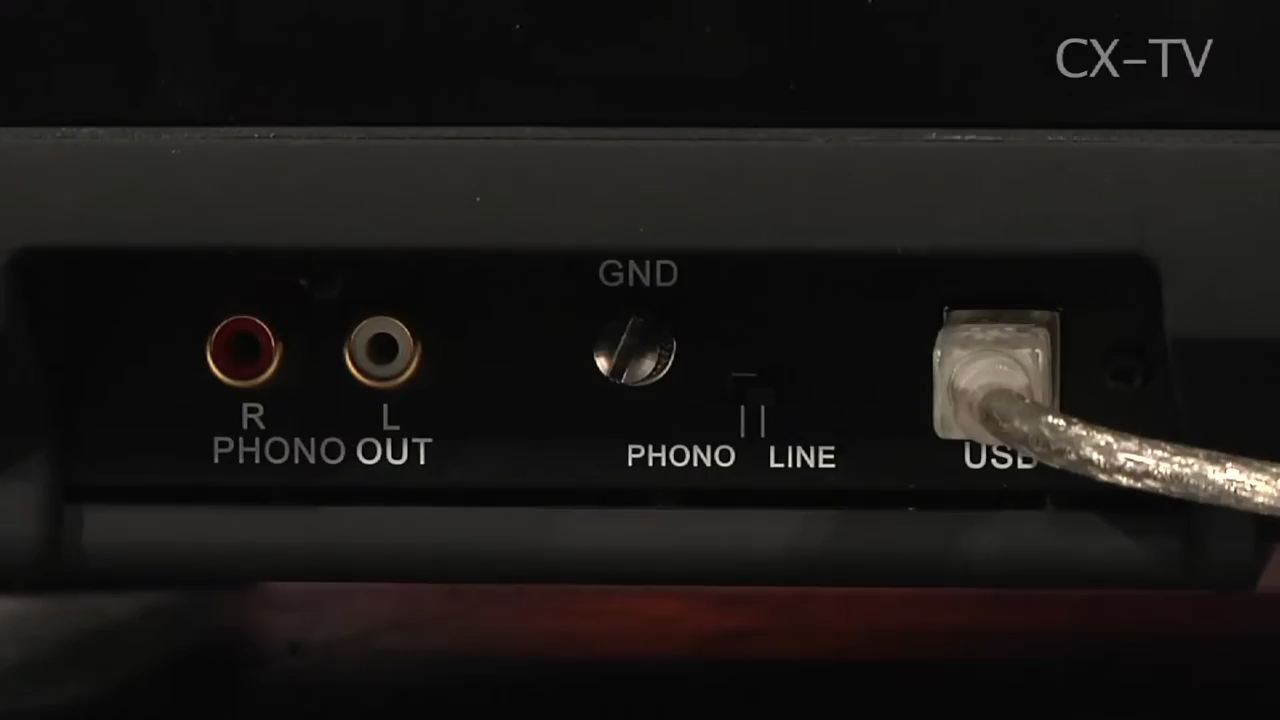 CX-TV
GND
R L
PHONO OUT
PHONO LINE
USB